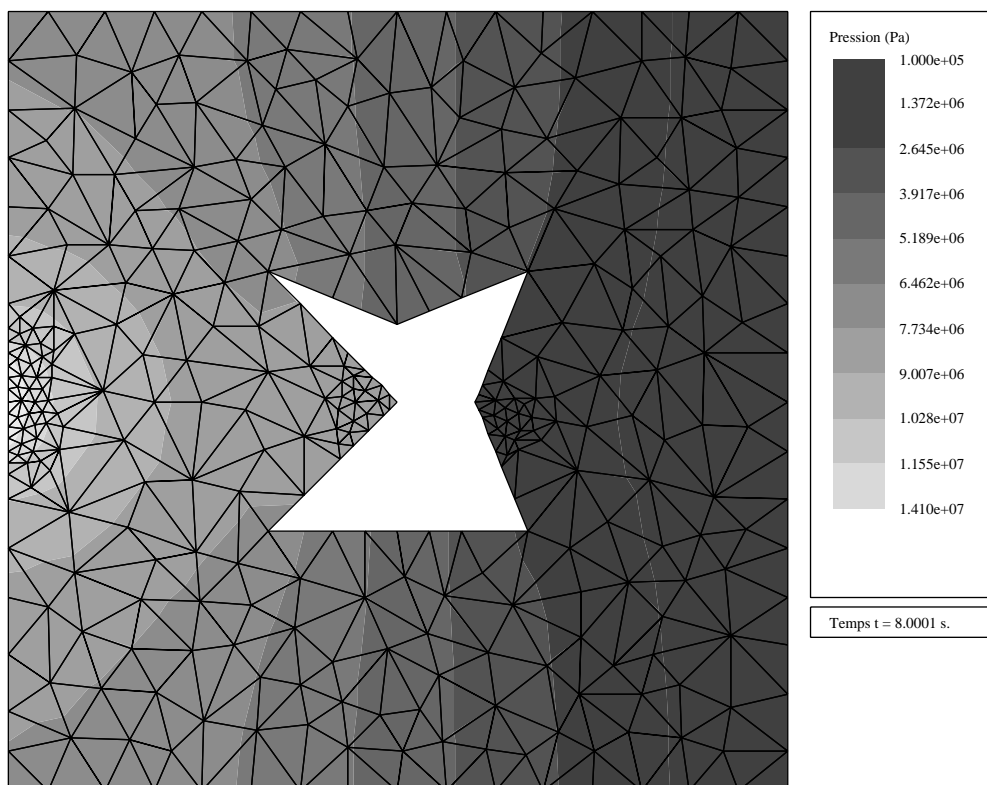 Pression (Pa)
1.000e+05
1.372e+06
2.645e+06
3.917e+06
5.189e+06
6.462e+06
7.734e+06
9.007e+06
1.028e+07
1.155e+07
1.410e+07
Temps t = 8.0001 s.